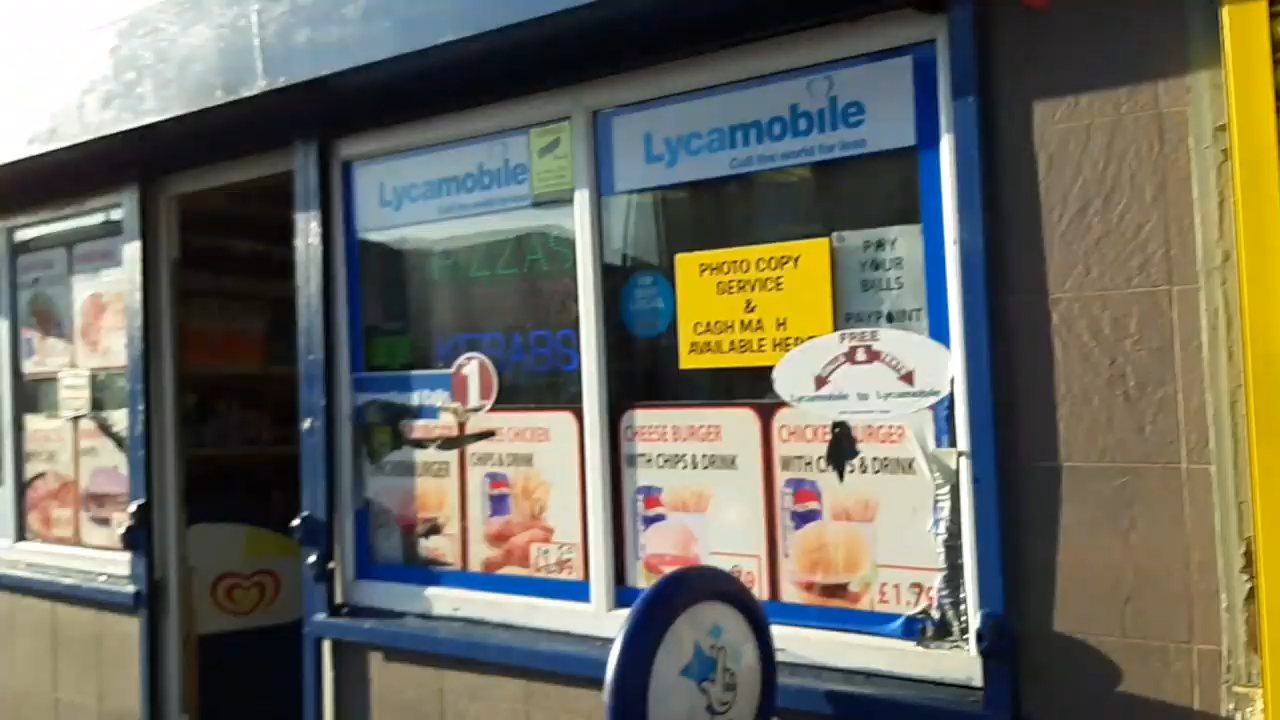 Lycamobile
Lycamobile
Call the world for less
PIZZAS
KEBABS
PHOTO COPY
SERVICE
&
CASH MA H
AVAILABLE HERE
PAY
YOUR
BILLS
PAYPOINT
FREE
Lycamobile to Lycamobile
1
BURGER
CHICKEN
CHIPS & DRINK
CHEESE BURGER
WITH CHIPS & DRINK
CHICKEN BURGER
WITH CHIPS & DRINK
£1.79